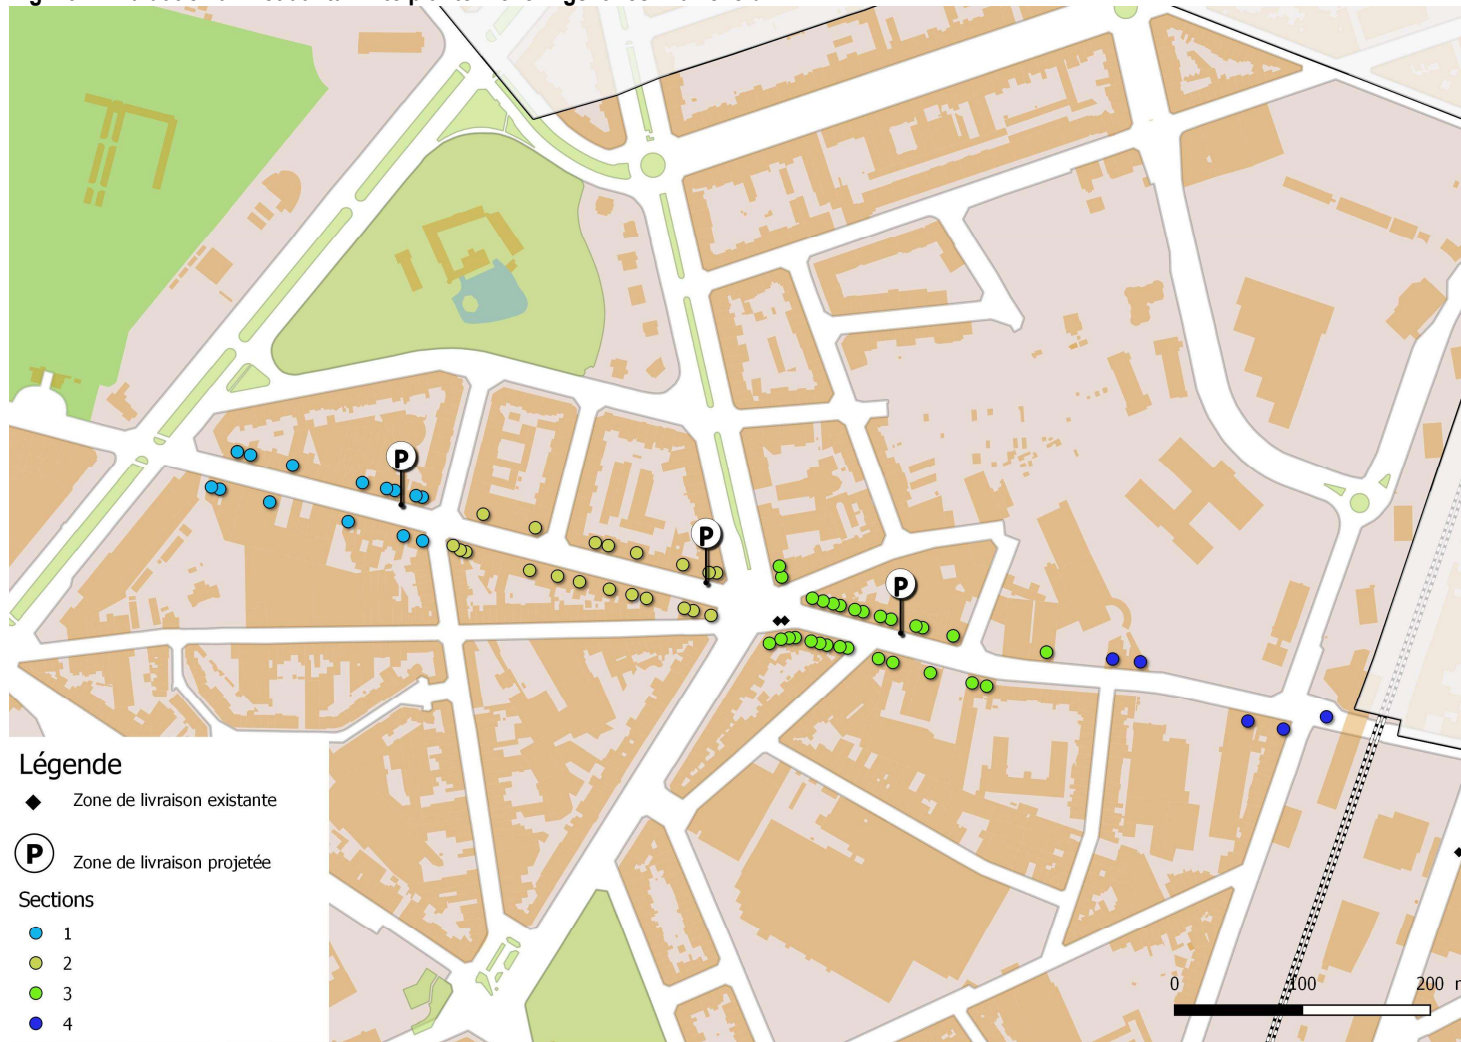 P
P
P
Légende
Zone de livraison existante
P Zone de livraison projetée
Sections
1
2
3
4
0 100 200 m